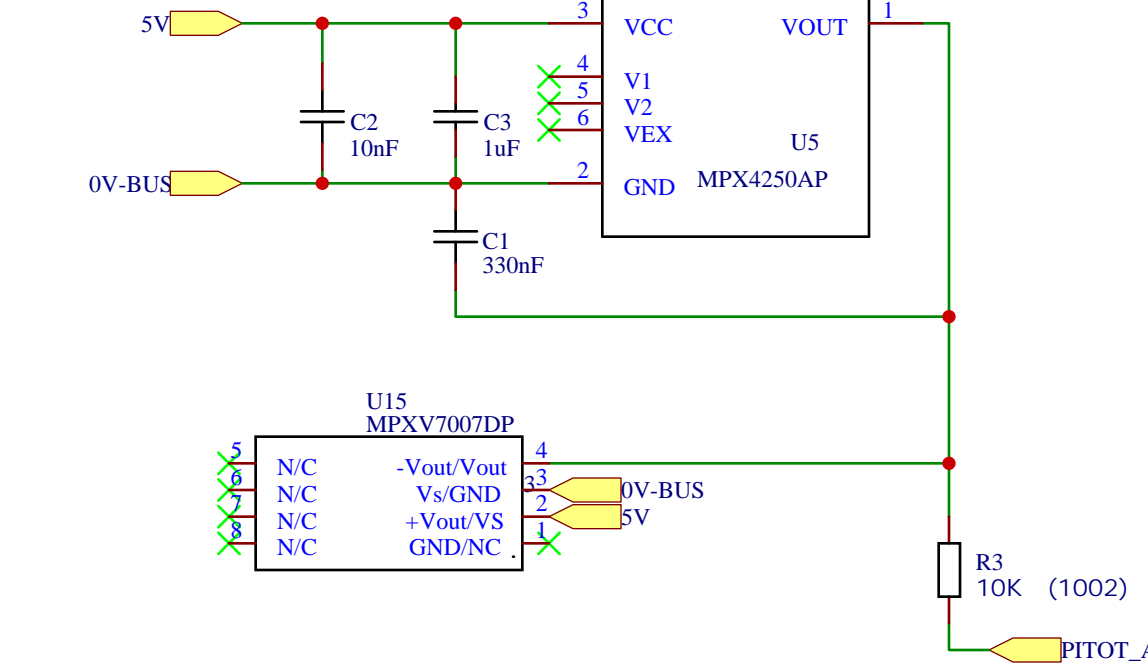 3
1
5V
VCC
VOUT
4
V1
5
V2
6
VEX
C2
10nF
C3
1uF
U5
MPX4250AP
0V-BUS
2
GND
C1
330nF
U15
MPXV7007DP
5
N/C
-Vout/Vout
4
6
N/C
Vs/GND
3
3
0V-BUS
7
N/C
+Vout/VS
2
5V
8
N/C
GND/NC
1
R3
10K (1002)
PITOT_A